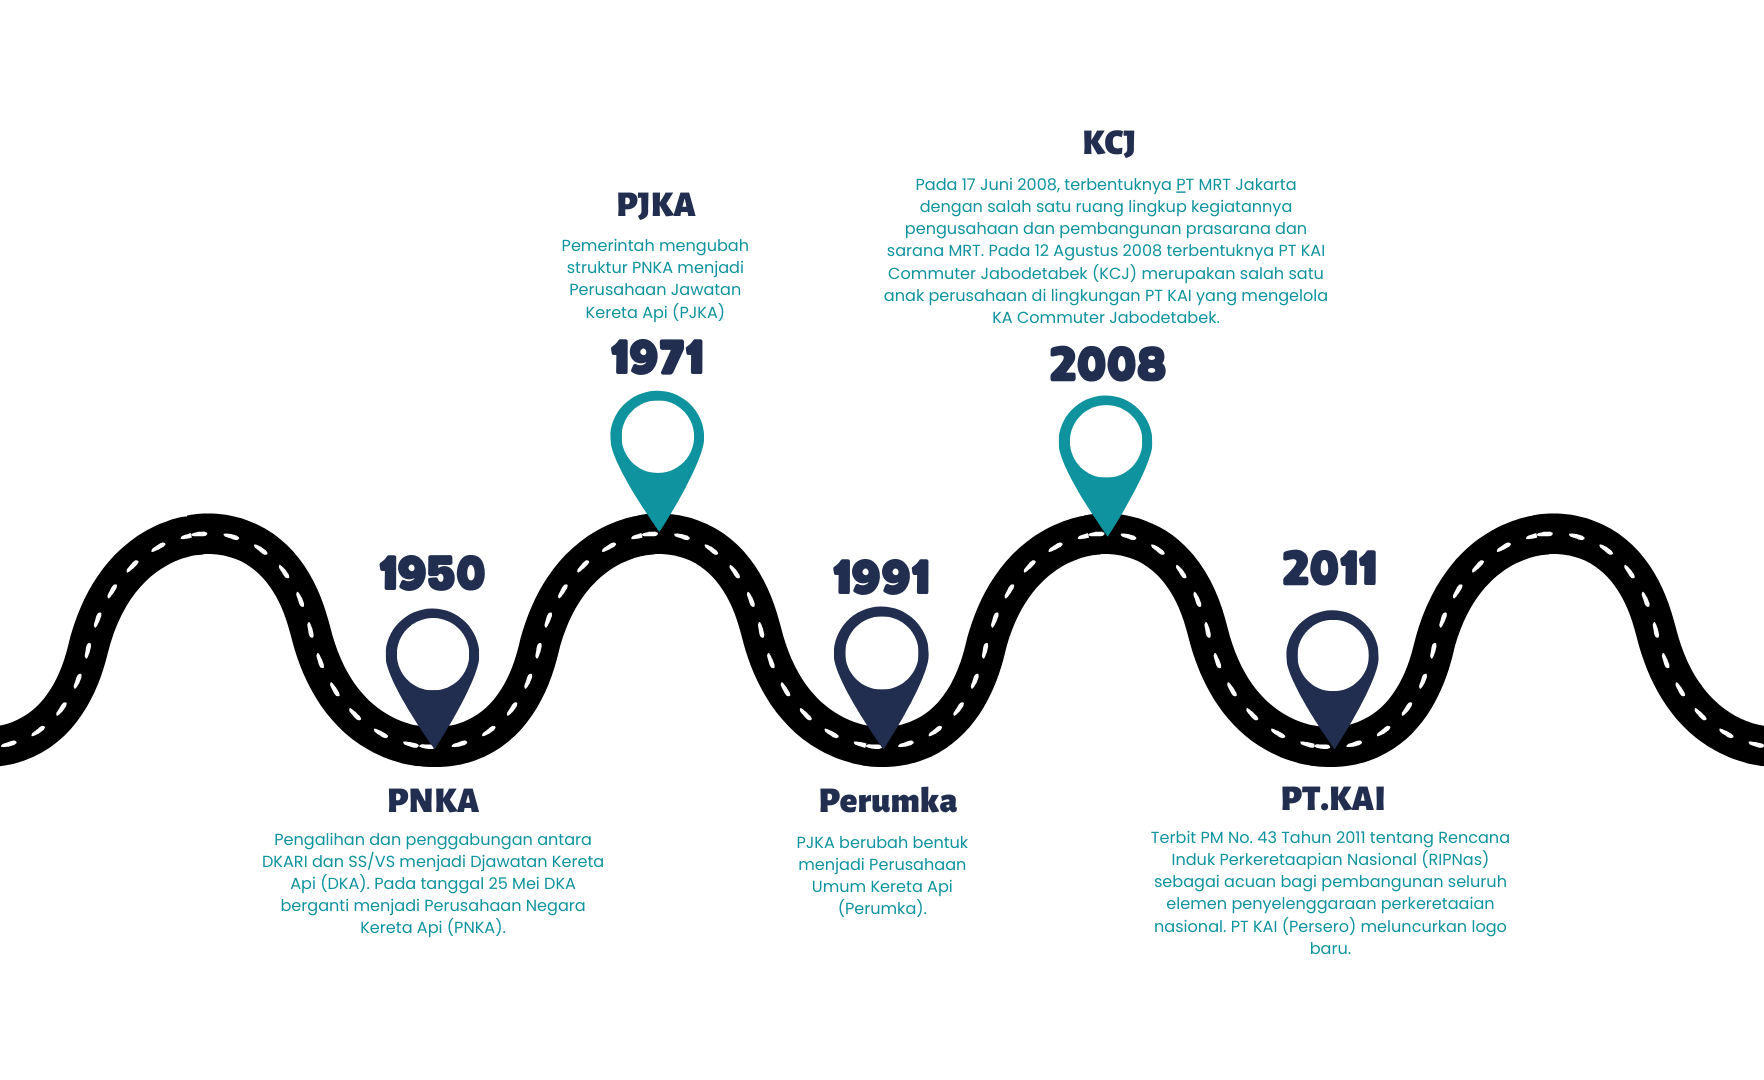 PNKA
1950
Pengalihan dan penggabungan antara
DKARI dan SS/VS menjadi Djawatan Kereta
Api (DKA). Pada tanggal 25 Mei DKA
berganti menjadi Perusahaan Negara
Kereta Api (PNKA).
PJKA
Pemerintah mengubah
struktur PNKA menjadi
Perusahaan Jawatan
Kereta Api (PJKA)
1971
1991
Perumka
PJKA berubah bentuk
menjadi Perusahaan
Umum Kereta Api
(Perumka).
KCJ
Pada 17 Juni 2008, terbentuknya PT MRT Jakarta
dengan salah satu ruang lingkup kegiatannya
pengusahaan dan pembangunan prasarana dan
sarana MRT. Pada 12 Agustus 2008 terbentuknya PT KAI
Commuter Jabodetabek (KCJ) merupakan salah satu
anak perusahaan di lingkungan PT KAI yang mengelola
KA Commuter Jabodetabek.
2008
2011
PT.KAI
Terbit PM No. 43 Tahun 2011 tentang Rencana
Induk Perkeretaapian Nasional (RIPNas)
sebagai acuan bagi pembangunan seluruh
elemen penyelenggaraan perkeretaaian
nasional. PT KAI (Persero) meluncurkan logo
baru.